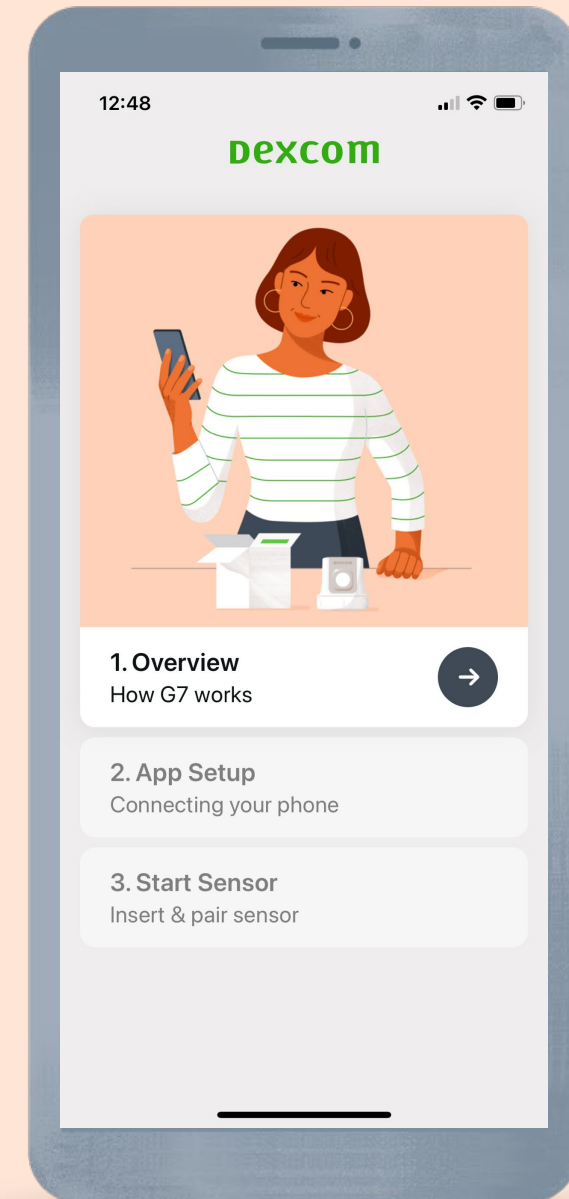 12:48
Dexcom
1. Overview
How G7 works
2. App Setup
Connecting your phone
3. Start Sensor
Insert & pair sensor